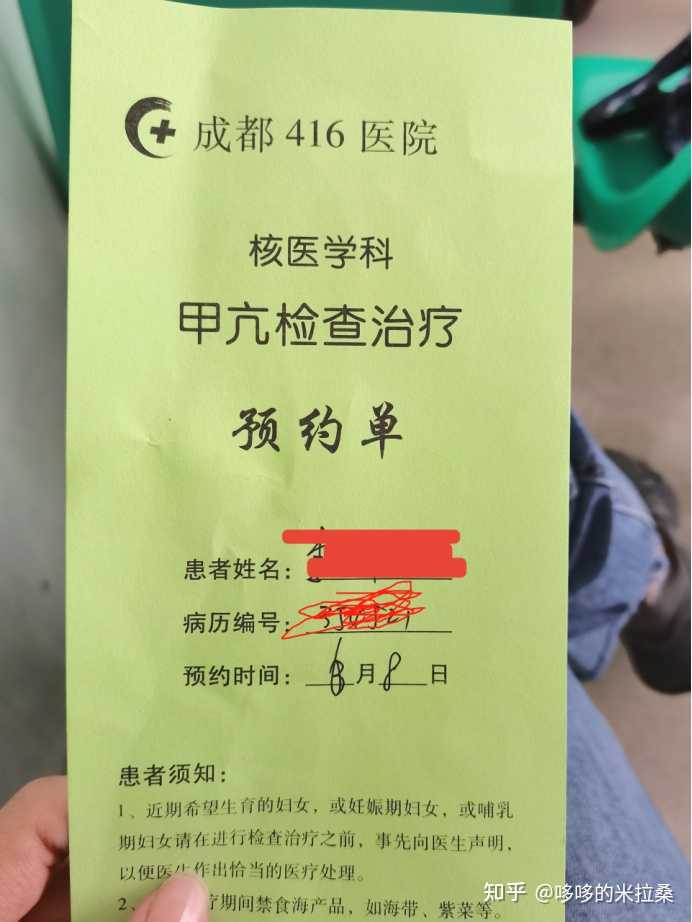 成都 416 医院
核医学科
甲亢检查治疗
预约单
患者姓名：
病历编号：
预约时间：6月8日
患者须知：
1、近期希望生育的妇女，或妊娠期妇女，或哺乳
期妇女请在进行检查治疗之前，事先向医生声明，
以便医生作出恰当的医疗处理。
2、疗期间禁食海产品，如海带、紫菜等。
知乎 @哆哆的米拉桑